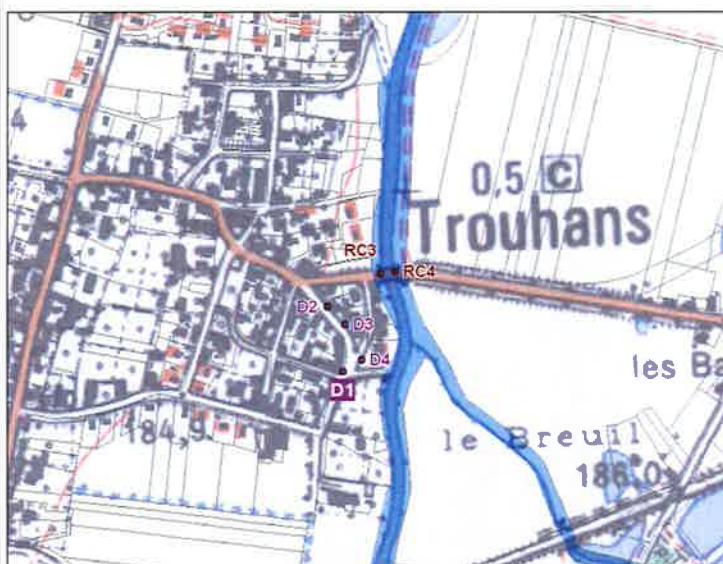 0,5 C
Trouhans
RC3
RC4
D2
D3
D4
D1
les Ba
184,9
le Breuil
186,0